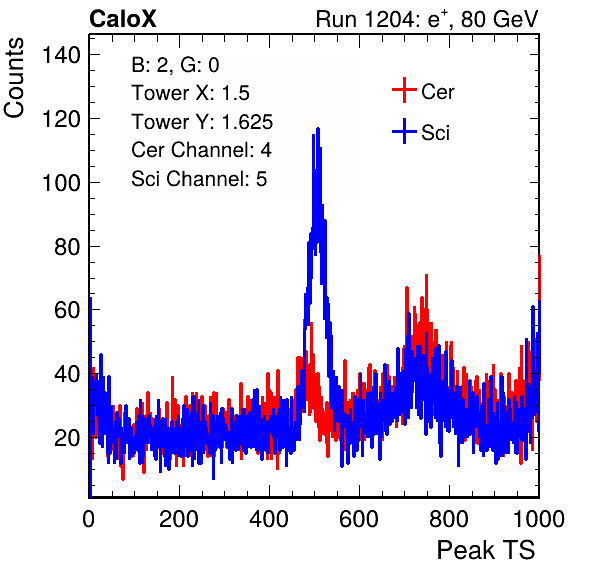 CaloX
Run 1204: e+, 80 GeV
Counts
B: 2, G: 0
Tower X: 1.5
Tower Y: 1.625
Cer Channel: 4
Sci Channel: 5
Cer
Sci
140
120
100
80
60
40
20
0 200 400 600 800 1000
Peak TS